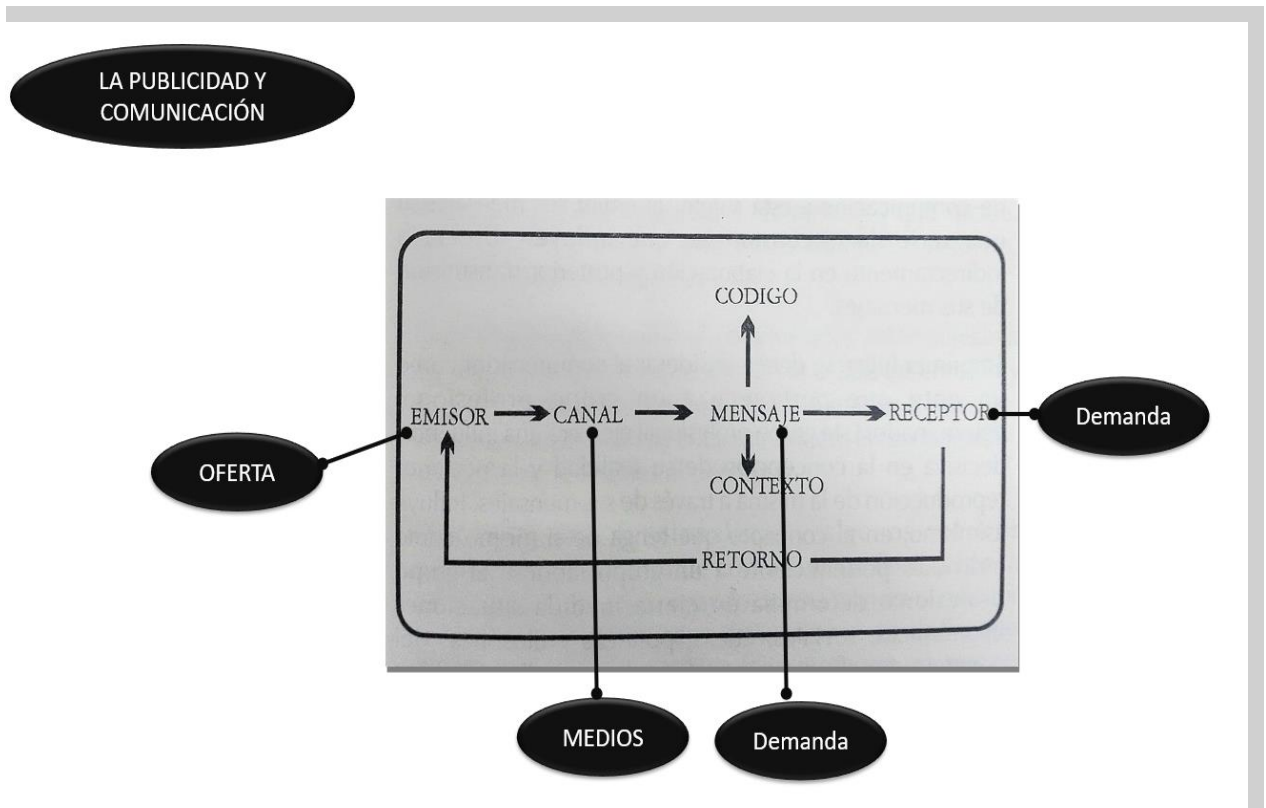 LA PUBLICIDAD Y
COMUNICACIÓN
CODIGO
EMISOR
CANAL
MENSAJE
RECEPTOR
CONTEXTO
RETORNO
OFERTA
Demanda
MEDIOS
Demanda